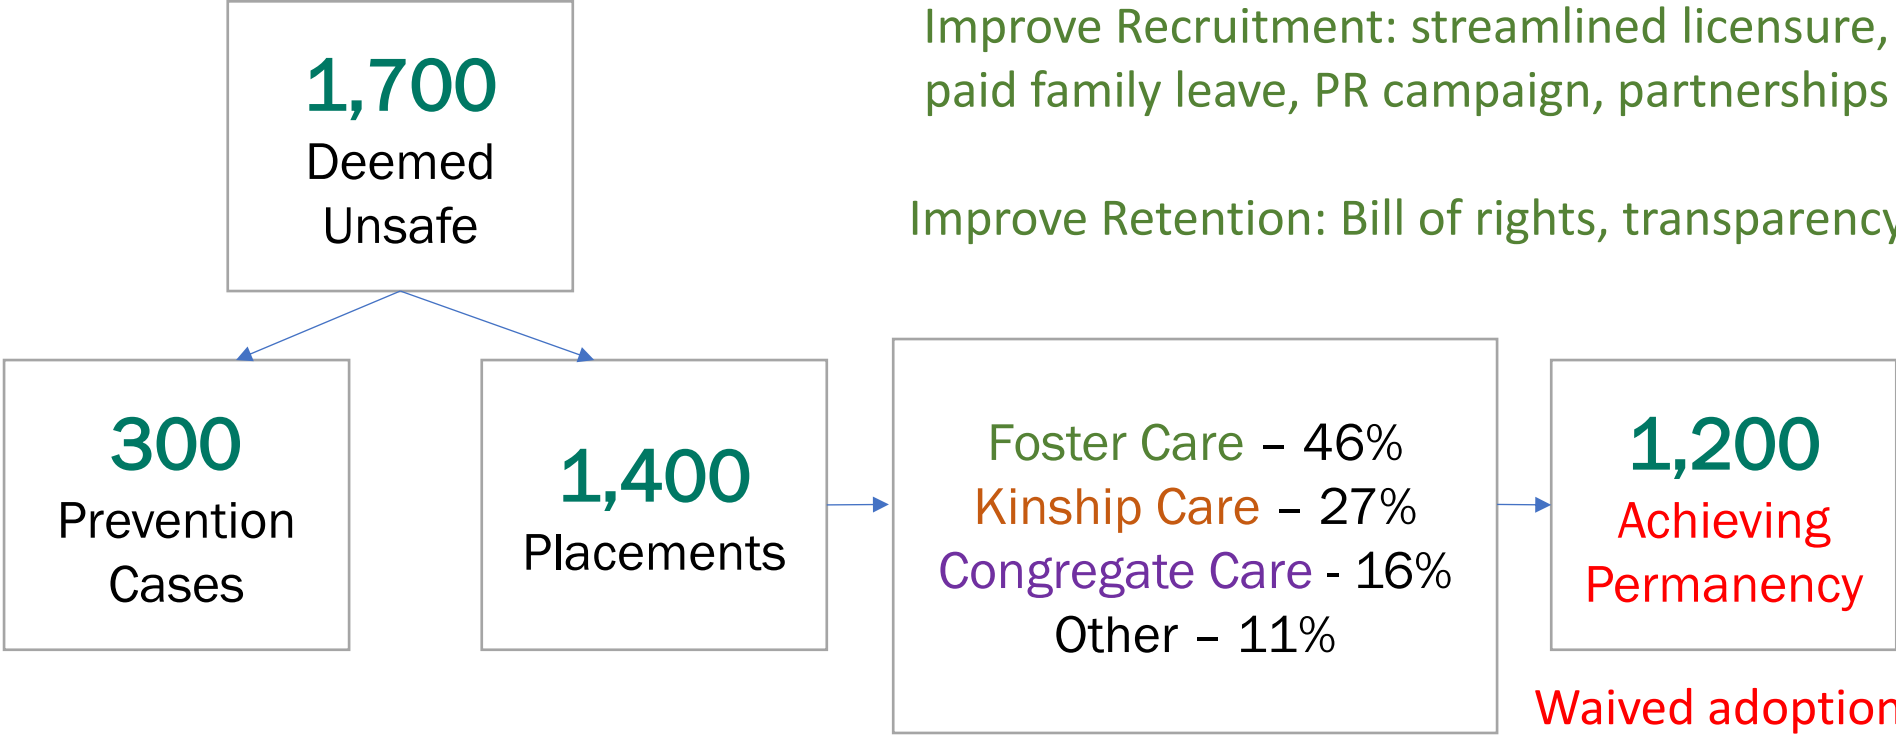 1,700
Deemed
Unsafe
Improve Recruitment: streamlined licensure,
paid family leave, PR campaign, partnerships
Improve Retention: Bill of rights, transparency
300
Prevention
Cases
1,400
Placements
Foster Care – 46%
Kinship Care – 27%
Congregate Care - 16%
Other – 11%
1,200
Achieving
Permanency
Waived adoption